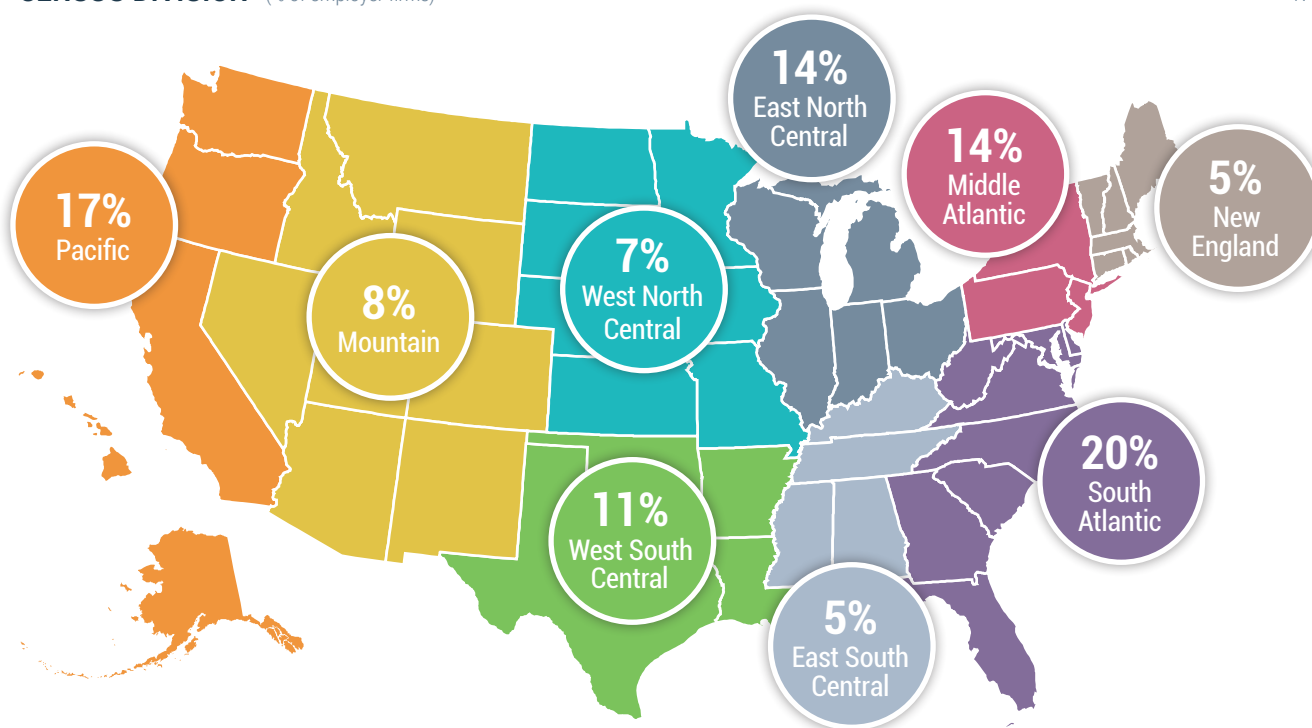 14%
East North
Central
14%
Middle
Atlantic
5%
New
England
17%
Pacific
8%
Mountain
7%
West North
Central
11%
West South
Central
20%
South
Atlantic
5%
East South
Central